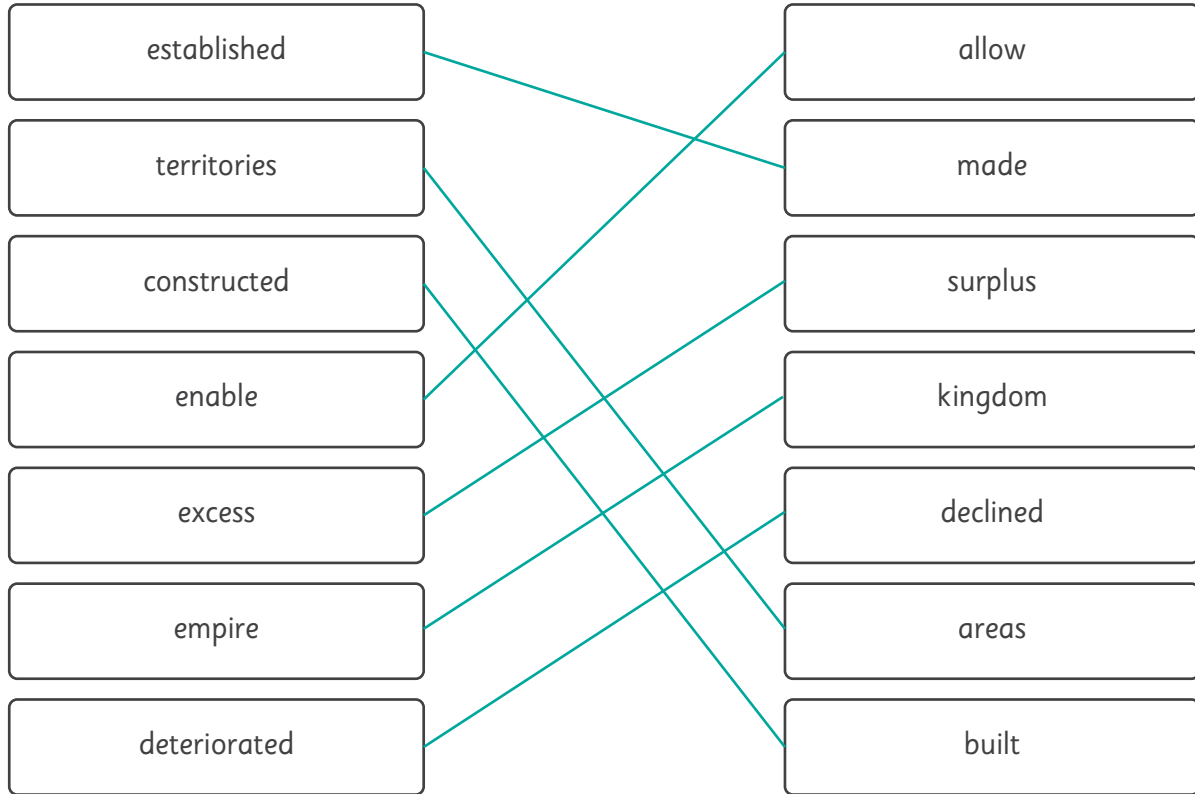 established
allow
territories
made
constructed
surplus
enable
kingdom
excess
declined
empire
areas
deteriorated
built